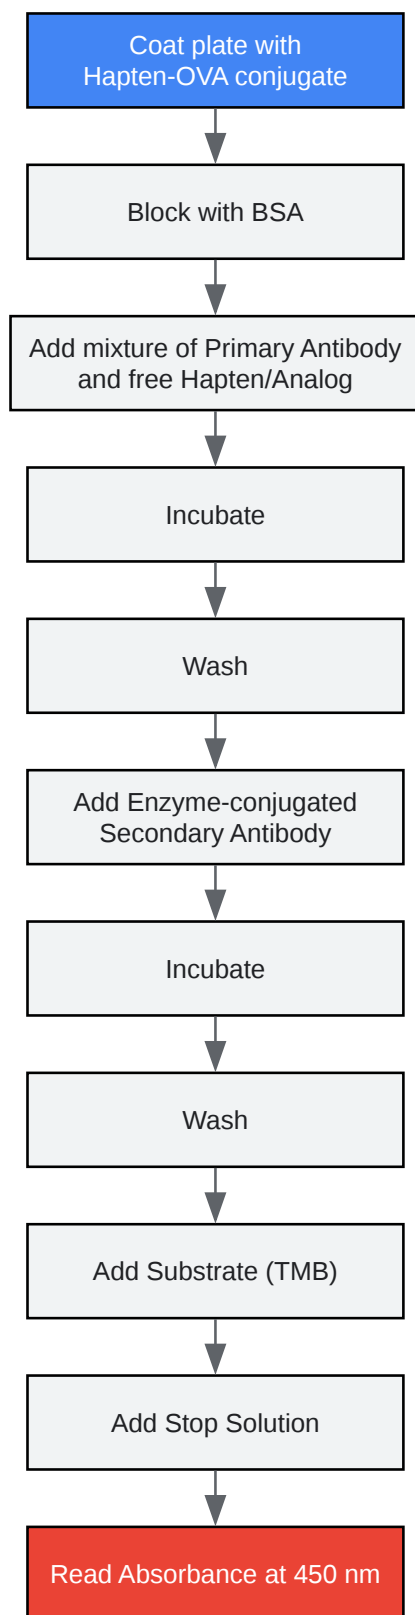 Coat plate with
Hapten-OVA conjugate
Block with BSA
Add mixture of Primary Antibody
and free Hapten/Analog
Incubate
Wash
Add Enzyme-conjugated
Secondary Antibody
Incubate
Wash
Add Substrate (TMB)
Add Stop Solution
Read Absorbance at 450 nm